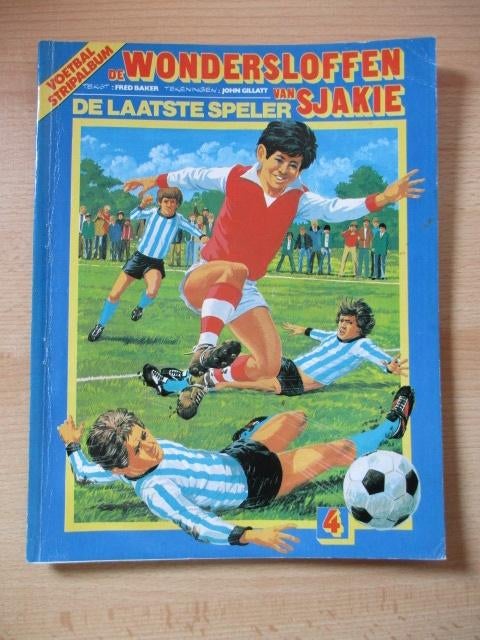 VOETBAL
STRIPALBUM
DE WONDERSLOFFEN
TEKST: FRED BAKER TEKENINGEN: JOHN GILLATT
VAN SJAKIE
DE LAATSTE SPELER
4